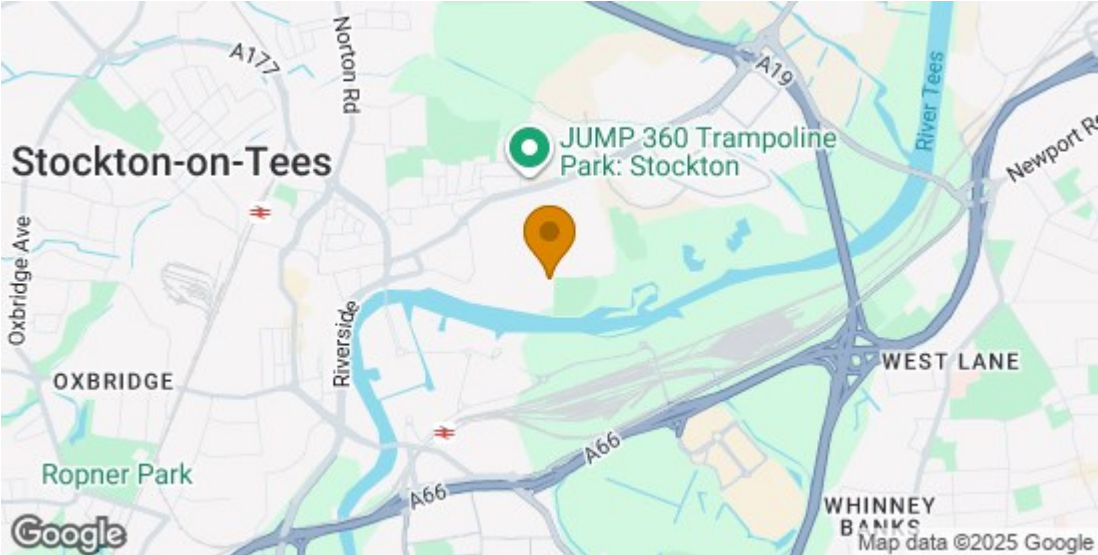 A177
Norton Rd
A19
River Tees
Newport Rd
Stockton-on-Tees
JUMP 360 Trampoline
Park: Stockton
Oxbridge Ave
Riverside
OXBRIDGE
WEST LANE
Ropner Park
A66
A66
WHINNEY
BANKS
Google
Map data ©2025 Google